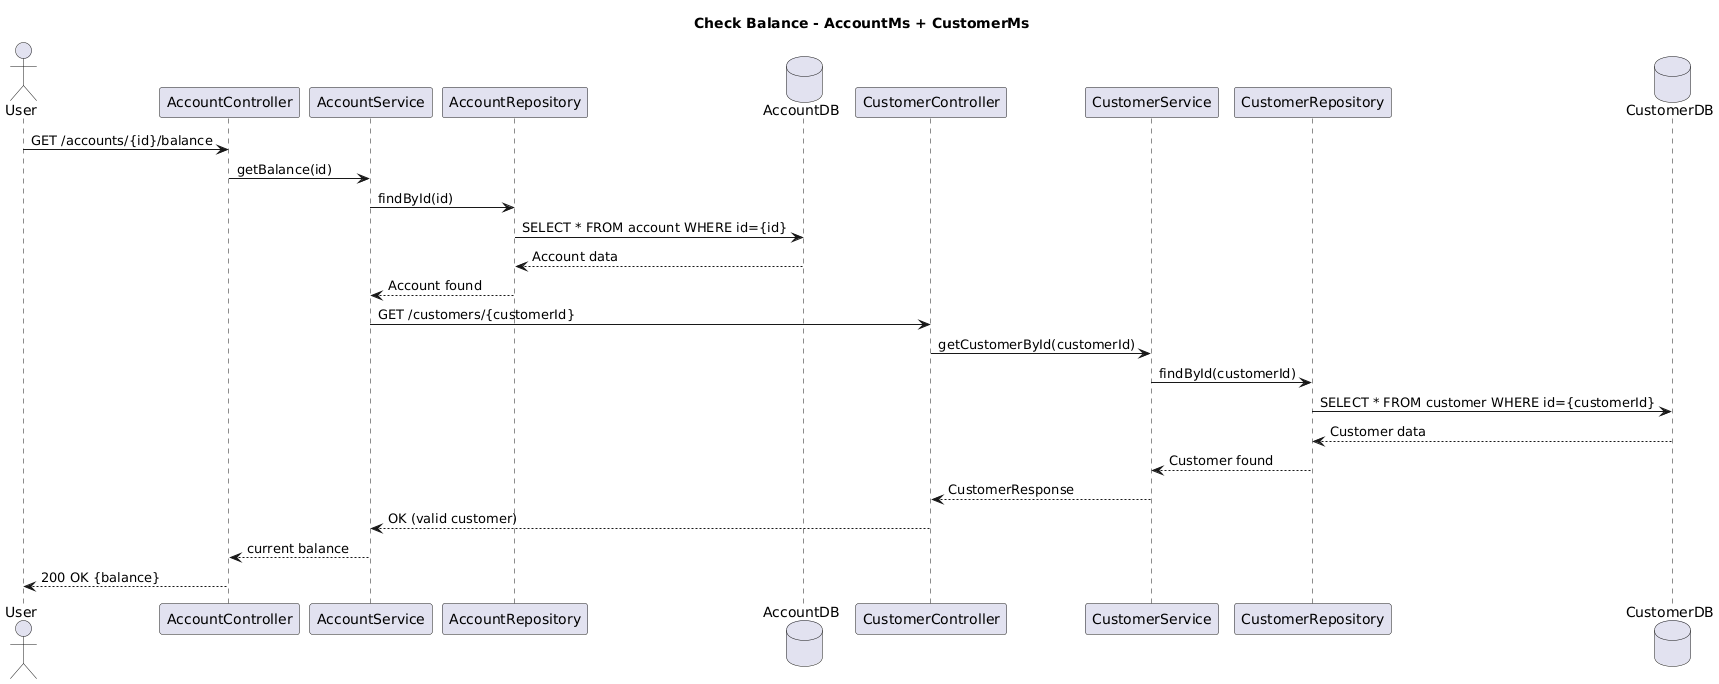 Check Balance - AccountMs + CustomerMs
User
AccountController
AccountService
AccountRepository
AccountDB
CustomerController
CustomerService
CustomerRepository
CustomerDB
GET /accounts/{id}/balance
getBalance(id)
findById(id)
SELECT * FROM account WHERE id={id}
Account data
Account found
GET /customers/{customerId}
getCustomerById(customerId)
findById(customerId)
SELECT * FROM customer WHERE id={customerId}
Customer data
Customer found
CustomerResponse
OK (valid customer)
current balance
200 OK {balance}
User
AccountController
AccountService
AccountRepository
AccountDB
CustomerController
CustomerService
CustomerRepository
CustomerDB